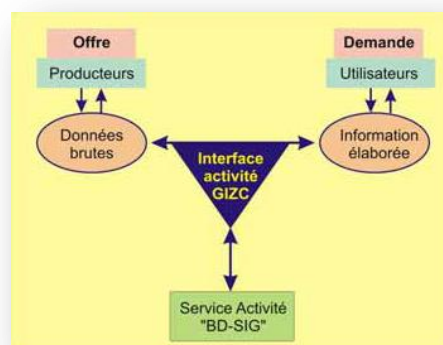 Offre
Producteurs
Données
brutes
Demande
Utilisateurs
Information
élaborée
Interface
activité
GIZC
Service Activité
"BD-SIG"